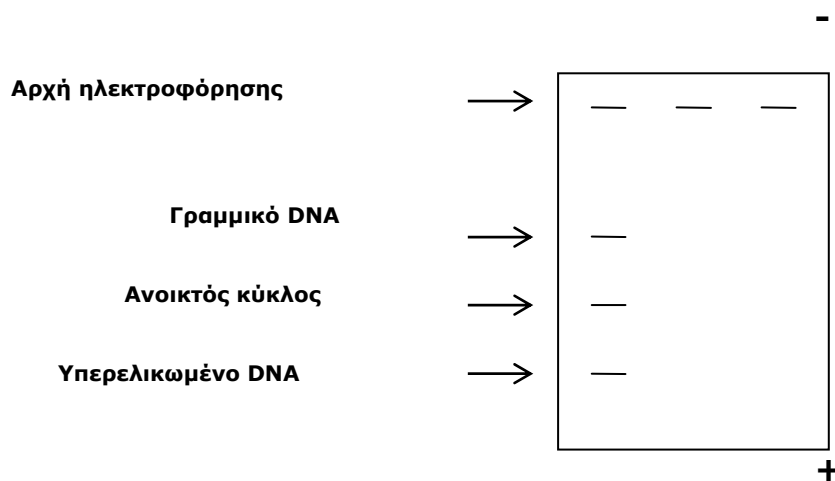 -
Αρχή ηλεκτροφόρησης
Γραμμικό DNA
Ανοικτός κύκλος
Υπερελικωμένο DNA
+